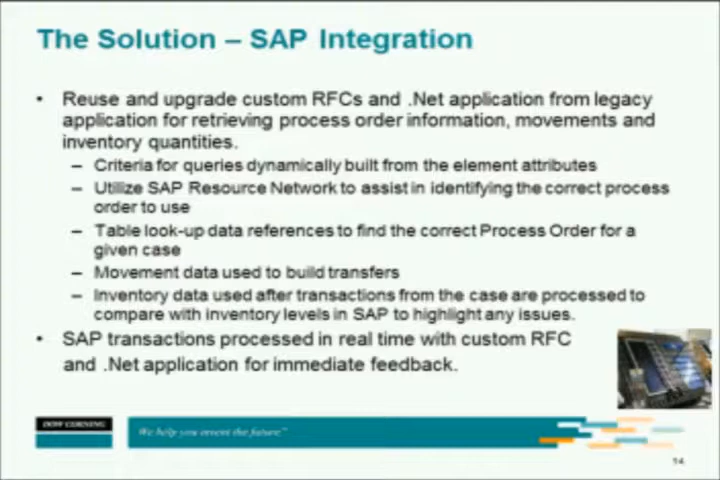 The Solution – SAP Integration
• Reuse and upgrade custom RFCs and .Net application from legacy
application for retrieving process order information, movements and
inventory quantities.
– Criteria for queries dynamically built from the element attributes
– Utilize SAP Resource Network to assist in identifying the correct process
order to use
– Table look-up data references to find the correct Process Order for a
given case
– Movement data used to build transfers
– Inventory data used after transactions from the case are processed to
compare with inventory levels in SAP to highlight any issues.
• SAP transactions processed in real time with custom RFC
and .Net application for immediate feedback.
DOW CORNING
We help you invent the future.™
14